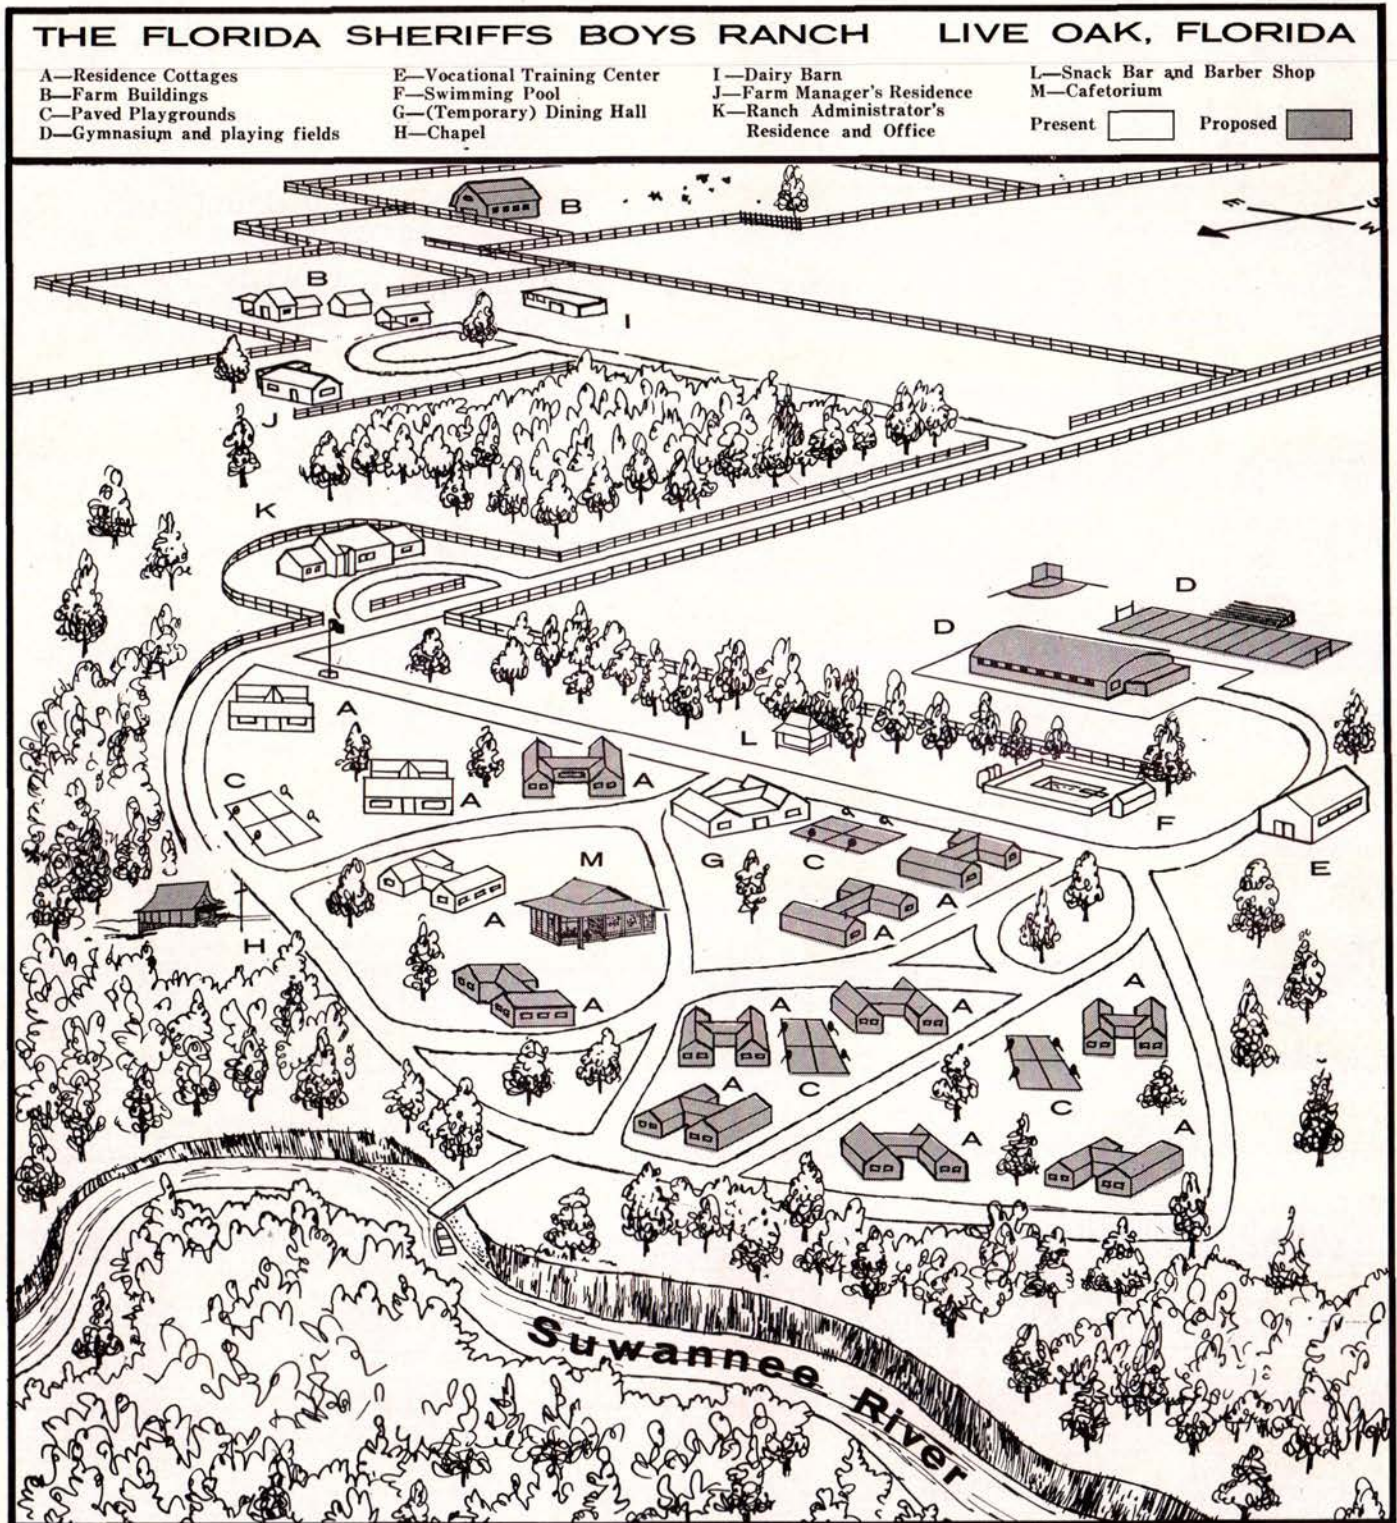 THE FLORIDA SHERIFFS BOYS RANCH LIVE OAK, FLORIDA
A—Residence Cottages
B—Farm Buildings
C—Paved Playgrounds
D—Gymnasium and playing fields
E—Vocational Training Center
F—Swimming Pool
G—(Temporary) Dining Hall
H—Chapel
I—Dairy Barn
J—Farm Manager's Residence
K—Ranch Administrator's
Residence and Office
L—Snack Bar and Barber Shop
M—Cafetorium
Present
Proposed
B
E
S
W
B
I
J
K
D
D
A
L
C
A
A
F
G
C
M
E
A
A
A
H
A
A
A
A
C
A
C
A
A
A
Suwannee River